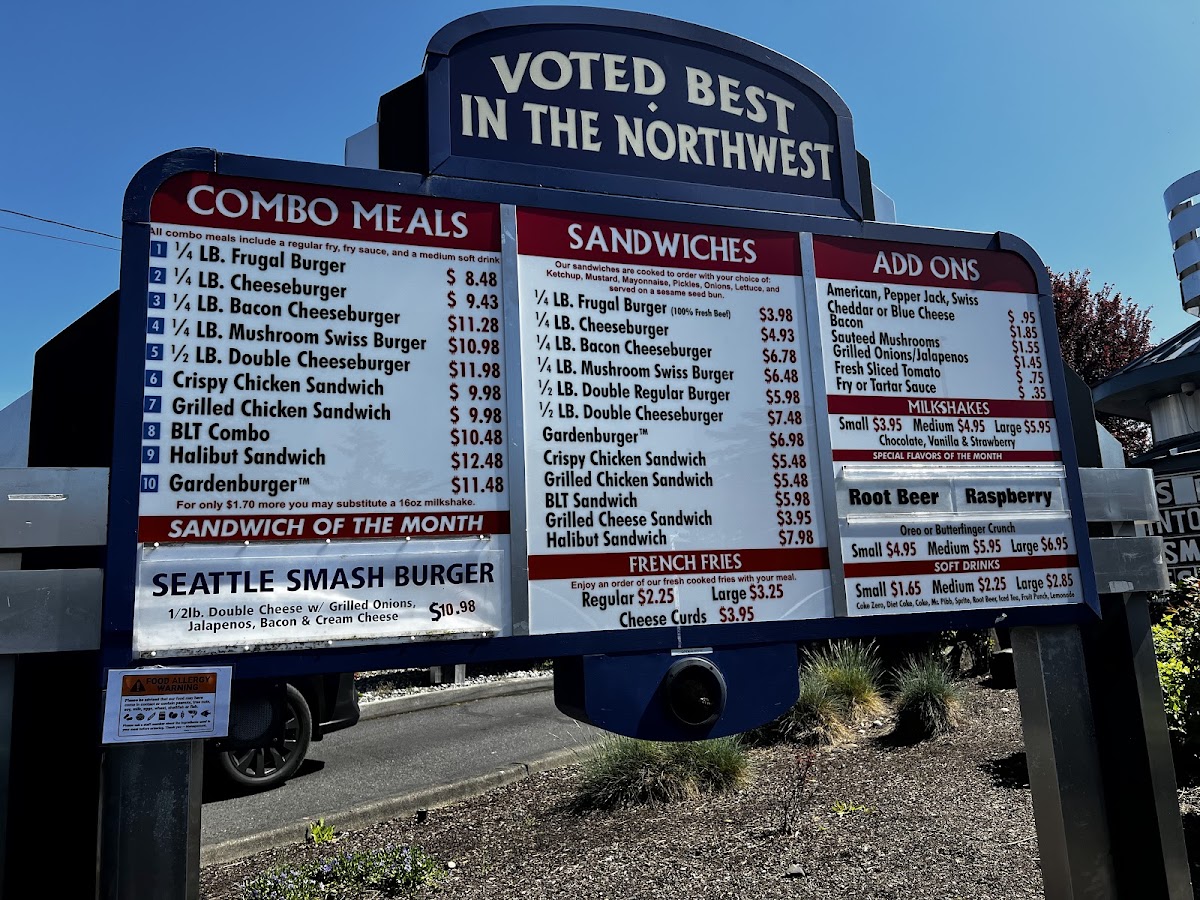 VOTED BEST
IN THE NORTHWEST
COMBO MEALS
All combo meals include a regular fry, fry sauce, and a medium soft drink
1 ¼ LB. Frugal Burger $ 8.48
2 ¼ LB. Cheeseburger $ 9.43
3 ¼ LB. Bacon Cheeseburger $11.28
4 ¼ LB. Mushroom Swiss Burger $10.98
5 ½ LB. Double Cheeseburger $11.98
6 Crispy Chicken Sandwich $ 9.98
7 Grilled Chicken Sandwich $ 9.98
8 BLT Combo $10.48
9 Halibut Sandwich $12.48
10 Gardenburger™ $11.48
For only $1.70 more you may substitute a 16oz milkshake.
SANDWICH OF THE MONTH
SEATTLE SMASH BURGER
1/2lb, Double Cheese w/ Grilled Onions,
Jalapenos, Bacon & Cream Cheese $10.98
SANDWICHES
Our sandwiches are cooked to order with your choice of:
Ketchup, Mustard, Mayonnaise, Pickles, Onions, Lettuce, and
served on a sesame seed bun.
¼ LB. Frugal Burger (100% Fresh Beef) $3.98
¼ LB. Cheeseburger $4.93
¼ LB. Bacon Cheeseburger $6.78
¼ LB. Mushroom Swiss Burger $6.48
½ LB. Double Regular Burger $5.98
½ LB. Double Cheeseburger $7.48
Gardenburger™ $6.98
Crispy Chicken Sandwich $5.48
Grilled Chicken Sandwich $5.48
BLT Sandwich $5.98
Grilled Cheese Sandwich $3.95
Halibut Sandwich $7.98
FRENCH FRIES
Enjoy an order of our fresh cooked fries with your meal.
Regular $2.25 Large $3.25
Cheese Curds $3.95
ADD ONS
American, Pepper Jack, Swiss
Cheddar or Blue Cheese $ .95
Bacon $1.85
Sauteed Mushrooms $1.55
Grilled Onions/Jalapenos $1.45
Fresh Sliced Tomato $ .75
Fry or Tartar Sauce $ .35
MILKSHAKES
Small $3.95 Medium $4.95 Large $5.95
Chocolate, Vanilla & Strawberry
SPECIAL FLAVORS OF THE MONTH
Root Beer Raspberry
Oreo or Butterfinger Crunch
Small $4.95 Medium $5.95 Large $6.95
SOFT DRINKS
Small $1.65 Medium $2.25 Large $2.85
Coke Zero, Diet Coke, Coke, Mr. Pibb, Sprite, Root Beer, Iced Tea, Fruit Punch, Lemonade
FOOD ALLERGY
WARNING